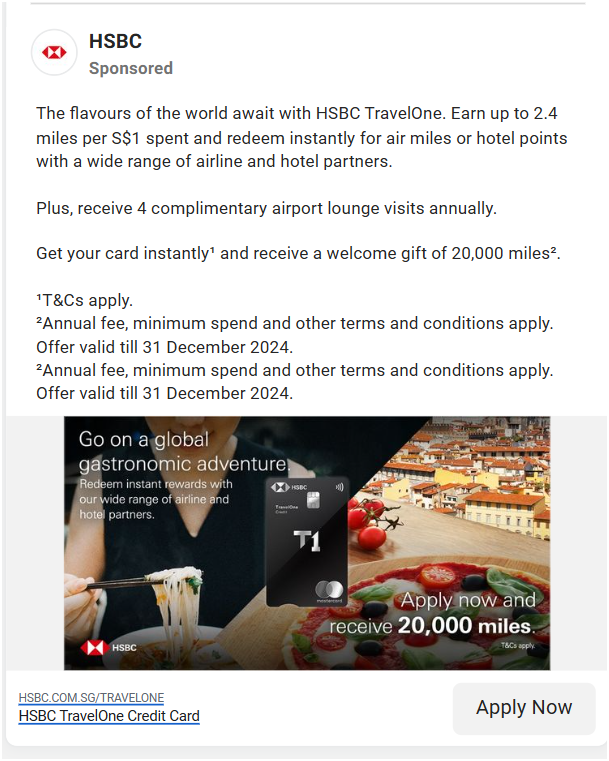 HSBC
Sponsored
The flavours of the world await with HSBC TravelOne. Earn up to 2.4
miles per S$1 spent and redeem instantly for air miles or hotel points
with a wide range of airline and hotel partners.
Plus, receive 4 complimentary airport lounge visits annually.
Get your card instantly¹ and receive a welcome gift of 20,000 miles².
¹T&Cs apply.
²Annual fee, minimum spend and other terms and conditions apply.
Offer valid till 31 December 2024.
²Annual fee, minimum spend and other terms and conditions apply.
Offer valid till 31 December 2024.
Go on a global
gastronomic adventure.
Redeem instant rewards with
our wide range of airline and
hotel partners.
HSBC
TravelOne
Credit
T1
mastercard
Apply now and
receive 20,000 miles.
T&Cs apply.
HSBC
HSBC.COM.SG/TRAVELONE
HSBC TravelOne Credit Card
Apply Now